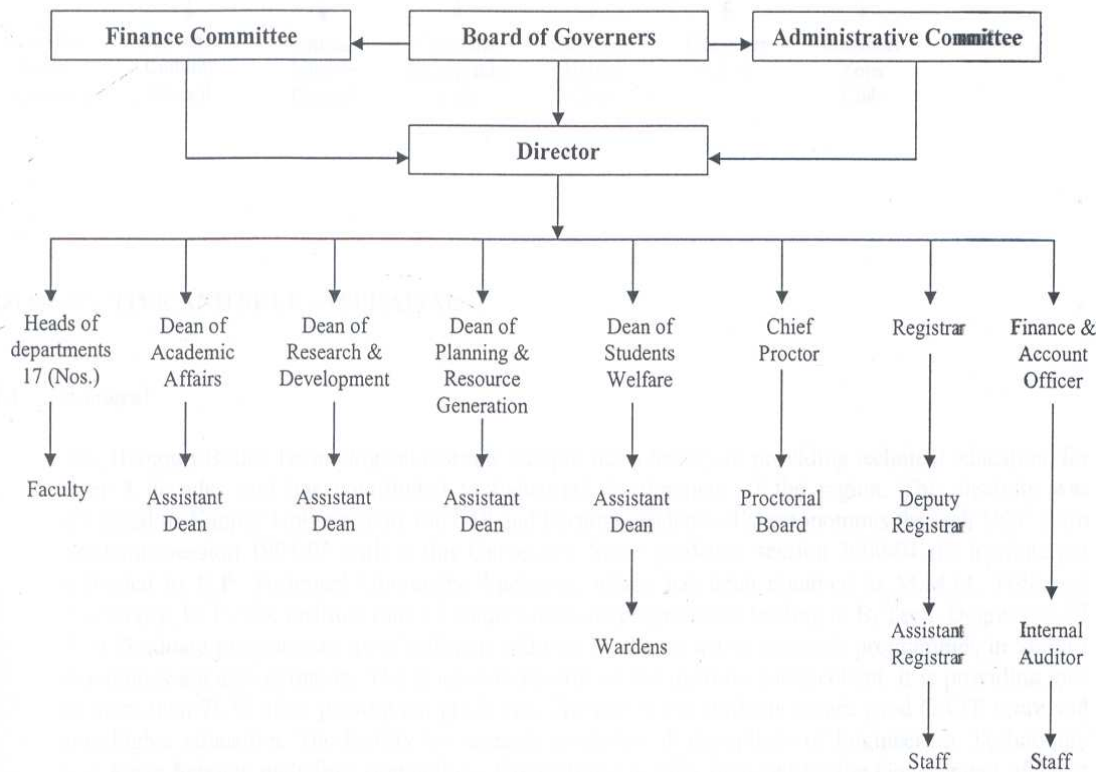 Finance Committee
Board of Governers
Administrative Committee
Director
Heads of
departments
17 (Nos.)
Dean of
Academic
Affairs
Dean of
Research &
Development
Dean of
Planning &
Resource
Generation
Dean of
Students
Welfare
Chief
Proctor
Registrar
Finance &
Account
Officer
Faculty
Assistant
Dean
Assistant
Dean
Assistant
Dean
Assistant
Dean
Proctorial
Board
Deputy
Registrar
Wardens
Assistant
Registrar
Internal
Auditor
Staff
Staff